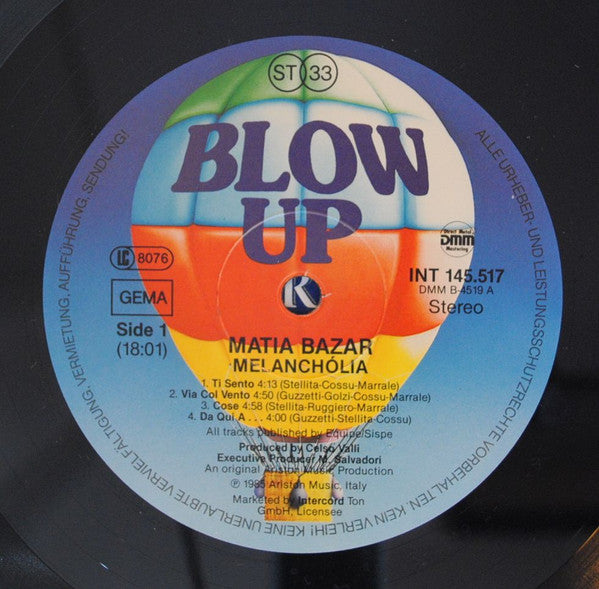 ST 33
BLOW
UP
Direct Metal
DMM
Mastering
LC 8076
GEMA
INT 145.517
DMM B-4519 A
Stereo
Side 1
(18:01)
K
MATIA BAZAR
MELANCHÓLIA
1. Ti Sento 4:13 (Stellita-Cossu-Marrale)
2. Via Col Vento 4:50 (Guzzetti-Golzi-Cossu-Marrale)
3. Cose 4:58 (Stellita-Ruggiero-Marrale)
4. Da Qui A . . . 4:00 (Guzzetti-Stellita-Cossu)
All tracks published by Equipe/Sispe
Produced by Celso Valli
Executive Producer M. Salvadori
An original Ariston Music Production
℗ 1985 Ariston Music, Italy
Marketed by Intercord Ton
GmbH, Licensee
ALLE URHEBER- UND LEISTUNGSSCHUTZRECHTE VORBEHALTEN. KEIN VERLEIH! KEINE UNERLAUBTE VERVIELFÄLTIGUNG, VERMIETUNG, AUFFÜHRUNG, SENDUNG!